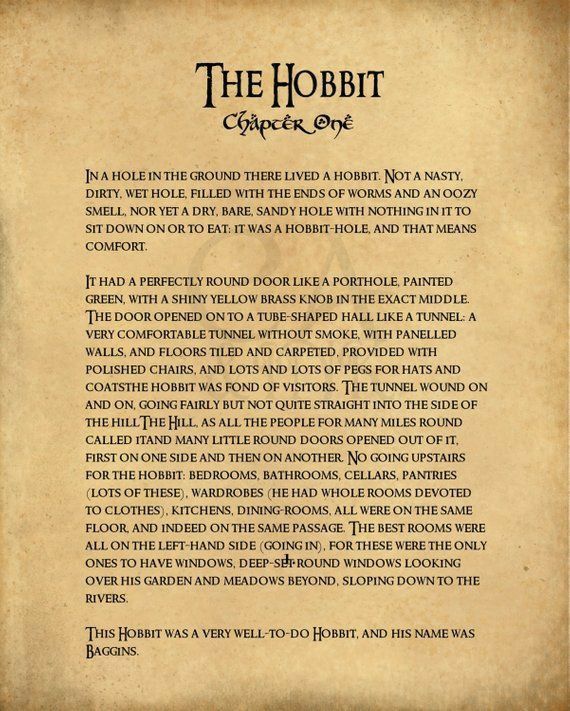 The Hobbit
Chapter One
In a hole in the ground there lived a hobbit. Not a nasty,
dirty, wet hole, filled with the ends of worms and an oozy
smell, nor yet a dry, bare, sandy hole with nothing in it to
sit down on or to eat: it was a hobbit-hole, and that means
comfort.
It had a perfectly round door like a porthole, painted
green, with a shiny yellow brass knob in the exact middle.
The door opened on to a tube-shaped hall like a tunnel: a
very comfortable tunnel without smoke, with panelled
walls, and floors tiled and carpeted, provided with
polished chairs, and lots and lots of pegs for hats and
coatsthe hobbit was fond of visitors. The tunnel wound on
and on, going fairly but not quite straight into the side of
the hillThe Hill, as all the people for many miles round
called itand many little round doors opened out of it,
first on one side and then on another. No going upstairs
for the hobbit: bedrooms, bathrooms, cellars, pantries
(lots of these), wardrobes (he had whole rooms devoted
to clothes), kitchens, dining-rooms, all were on the same
floor, and indeed on the same passage. The best rooms were
all on the left-hand side (going in), for these were the only
ones to have windows, deep-set round windows looking
over his garden and meadows beyond, sloping down to the
rivers.
This Hobbit was a very well-to-do Hobbit, and his name was
Baggins.